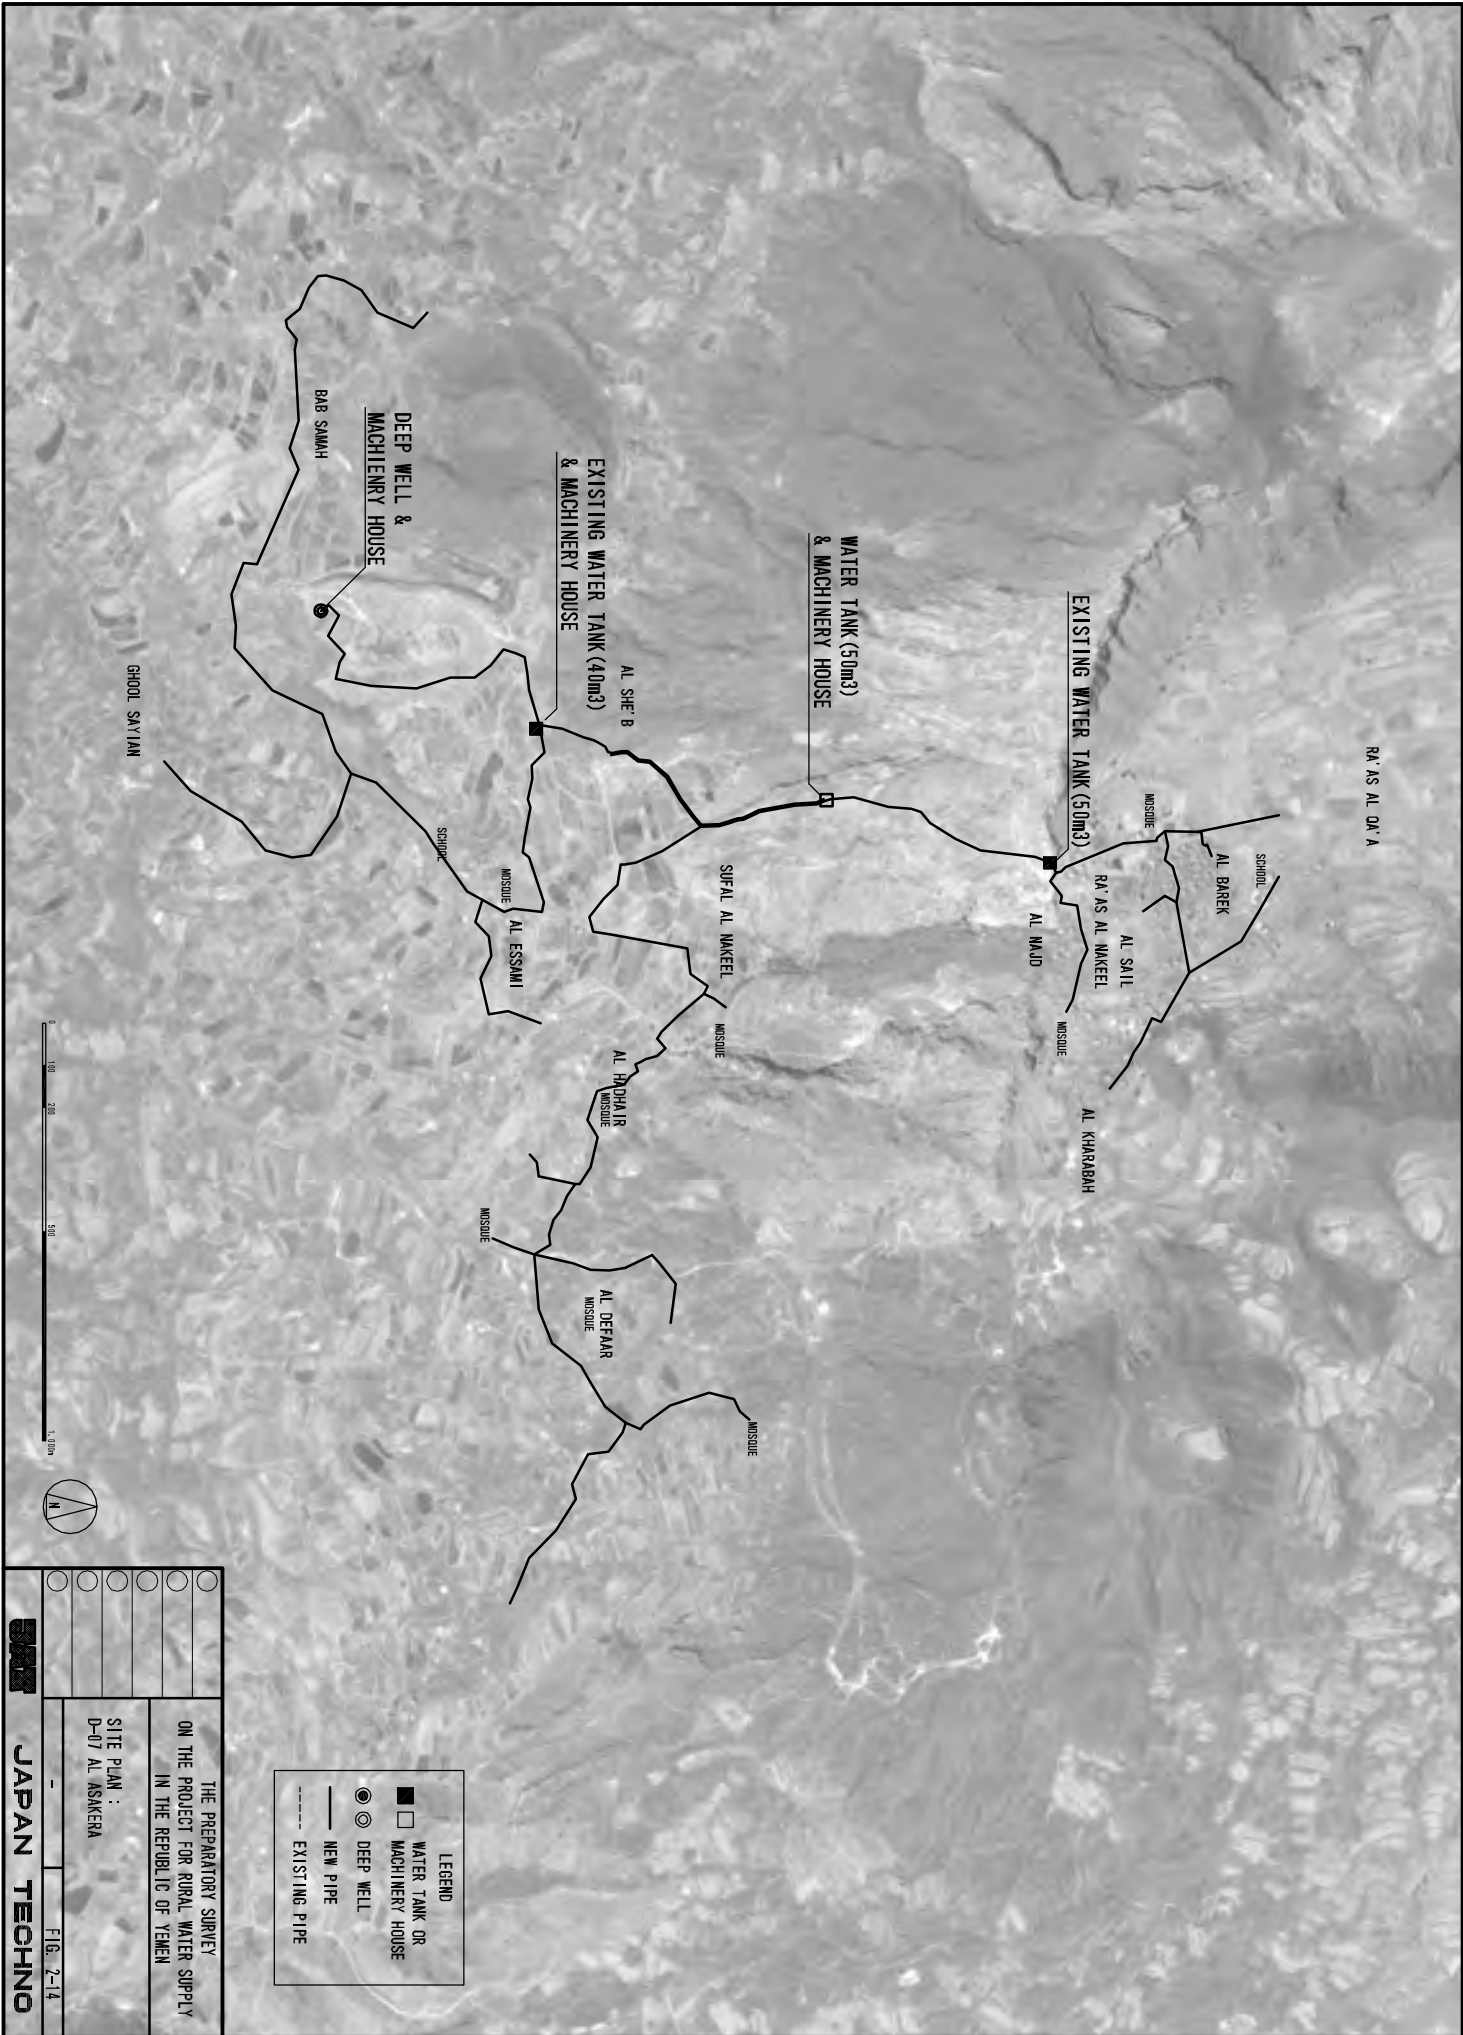 RA'AS AL QA'A
SCHOOL
AL BAREK
MOSQUE
AL SAIL
RA'AS AL NAKEEL
EXISTING WATER TANK(50m3)
AL KHARABAH
MOSQUE
AL NAJD
WATER TANK(50m3)
& MACHINERY HOUSE
SUFAL AL NAKEEL
MOSQUE
MOSQUE
AL SHE'B
EXISTING WATER TANK(40m3)
& MACHINERY HOUSE
AL HADHAIR
MOSQUE
AL DEFAAR
MOSQUE
AL ESSAMI
MOSQUE
MOSQUE
SCHOOL
DEEP WELL &
MACHIENRY HOUSE
BAB SAMAH
GHOOL SAYIAN
0 100 200 500 1,000m
N
LEGEND
WATER TANK OR
MACHINERY HOUSE
DEEP WELL
NEW PIPE
EXISTING PIPE
THE PREPARATORY SURVEY
ON THE PROJECT FOR RURAL WATER SUPPLY
IN THE REPUBLIC OF YEMEN
SITE PLAN :
D-07 AL ASAKERA
- FIG. 2-14
JAPAN TECHNO